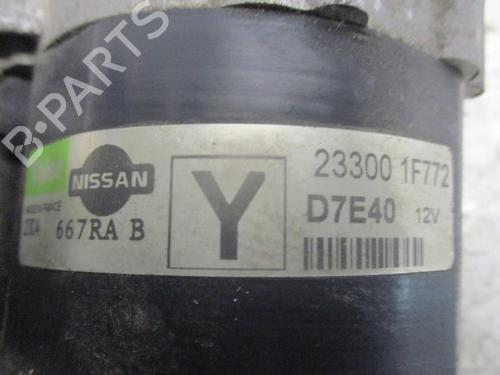 B-PARTS
NISSAN
667RA B
Y
23300 1F772
D7E40 12V